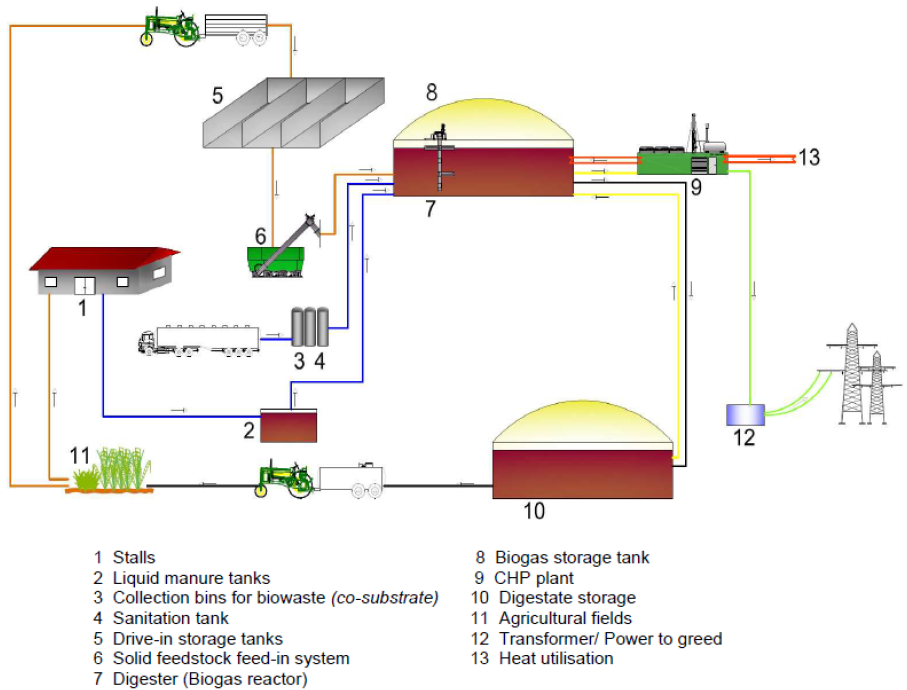 5
8
13
9
7
6
1
3 4
12
2
11
10
1 Stalls
2 Liquid manure tanks
3 Collection bins for biowaste (co-substrate)
4 Sanitation tank
5 Drive-in storage tanks
6 Solid feedstock feed-in system
7 Digester (Biogas reactor)
8 Biogas storage tank
9 CHP plant
10 Digestate storage
11 Agricultural fields
12 Transformer/ Power to greed
13 Heat utilisation